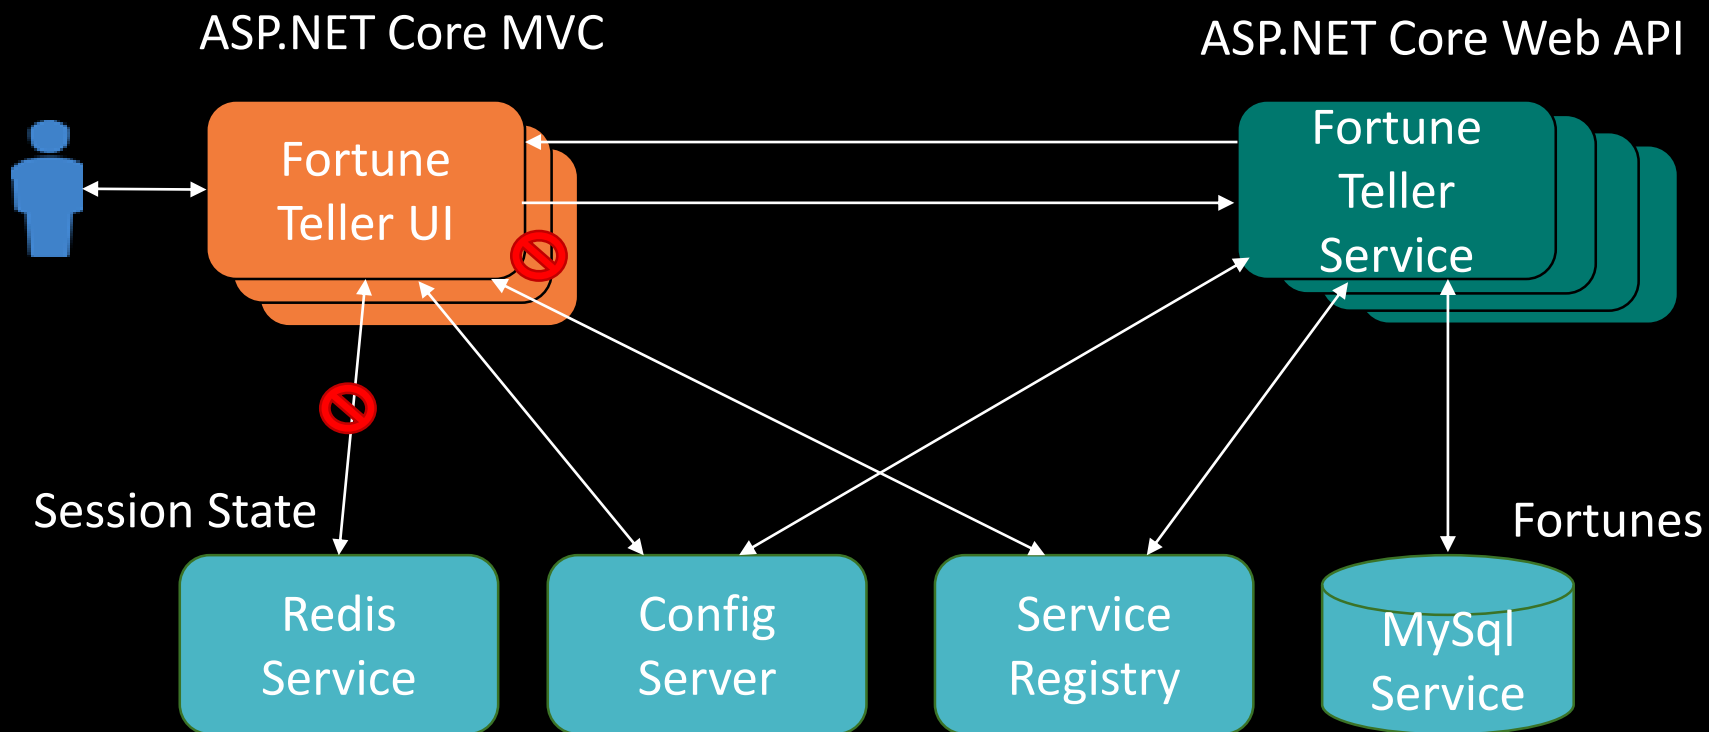 ASP.NET Core MVC
ASP.NET Core Web API
Fortune
Teller UI
Fortune
Teller
Service
Session State
Fortunes
Redis
Service
Config
Server
Service
Registry
MySql
Service